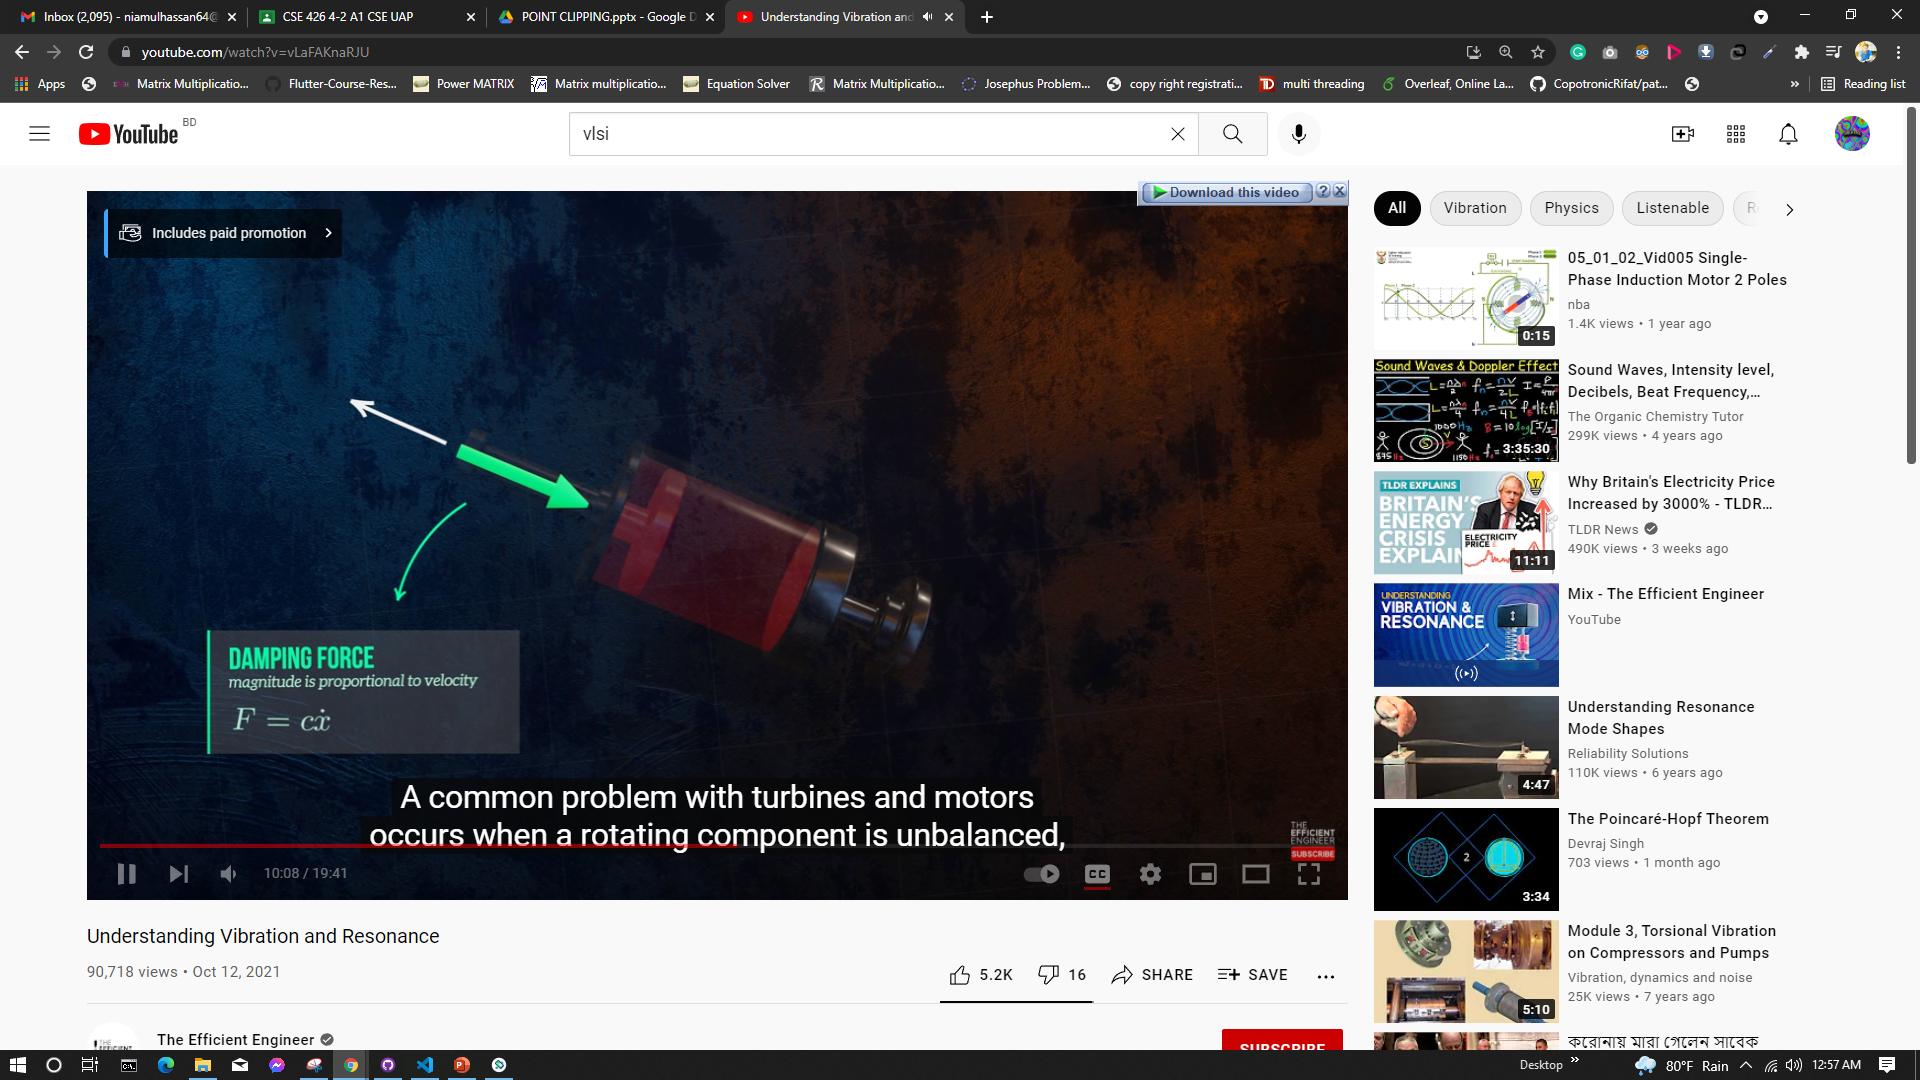 Inbox (2,095) - niamulhassan64@
CSE 426 4-2 A1 CSE UAP
POINT CLIPPING.pptx - Google D
Understanding Vibration and
youtube.com/watch?v=vLaFAKnaRJU
Apps
Matrix Multiplicatio...
Flutter-Course-Res...
Power MATRIX
Matrix multiplicatio...
Equation Solver
Matrix Multiplicatio...
Josephus Problem...
copy right registrati...
multi threading
Overleaf, Online La...
CopotronicRifat/pat...
»
Reading list
YouTube BD
vlsi
Download this video
Includes paid promotion
DAMPING FORCE
magnitude is proportional to velocity
F = cẋ
A common problem with turbines and motors
occurs when a rotating component is unbalanced,
THE
EFFICIENT
ENGINEER
SUBSCRIBE
10:08 / 19:41
CC
Understanding Vibration and Resonance
90,718 views • Oct 12, 2021
5.2K
16
SHARE
SAVE
The Efficient Engineer
SUBSCRIBE
All
Vibration
Physics
Listenable
05_01_02_Vid005 Single-
Phase Induction Motor 2 Poles
nba
1.4K views • 1 year ago
0:15
Sound Waves & Doppler Effect
3:35:30
Sound Waves, Intensity level,
Decibels, Beat Frequency,...
The Organic Chemistry Tutor
299K views • 4 years ago
TLDR EXPLAINS
BRITAIN'S
ENERGY
CRISIS
EXPLAIN
ELECTRICITY
PRICE
11:11
Why Britain's Electricity Price
Increased by 3000% - TLDR...
TLDR News
490K views • 3 weeks ago
UNDERSTANDING
VIBRATION &
RESONANCE
Mix - The Efficient Engineer
YouTube
4:47
Understanding Resonance
Mode Shapes
Reliability Solutions
110K views • 6 years ago
2
3:34
The Poincaré-Hopf Theorem
Devraj Singh
703 views • 1 month ago
5:10
Module 3, Torsional Vibration
on Compressors and Pumps
Vibration, dynamics and noise
25K views • 7 years ago
করোনায় মারা গেলেন সাবেক
Desktop
80°F Rain
12:57 AM